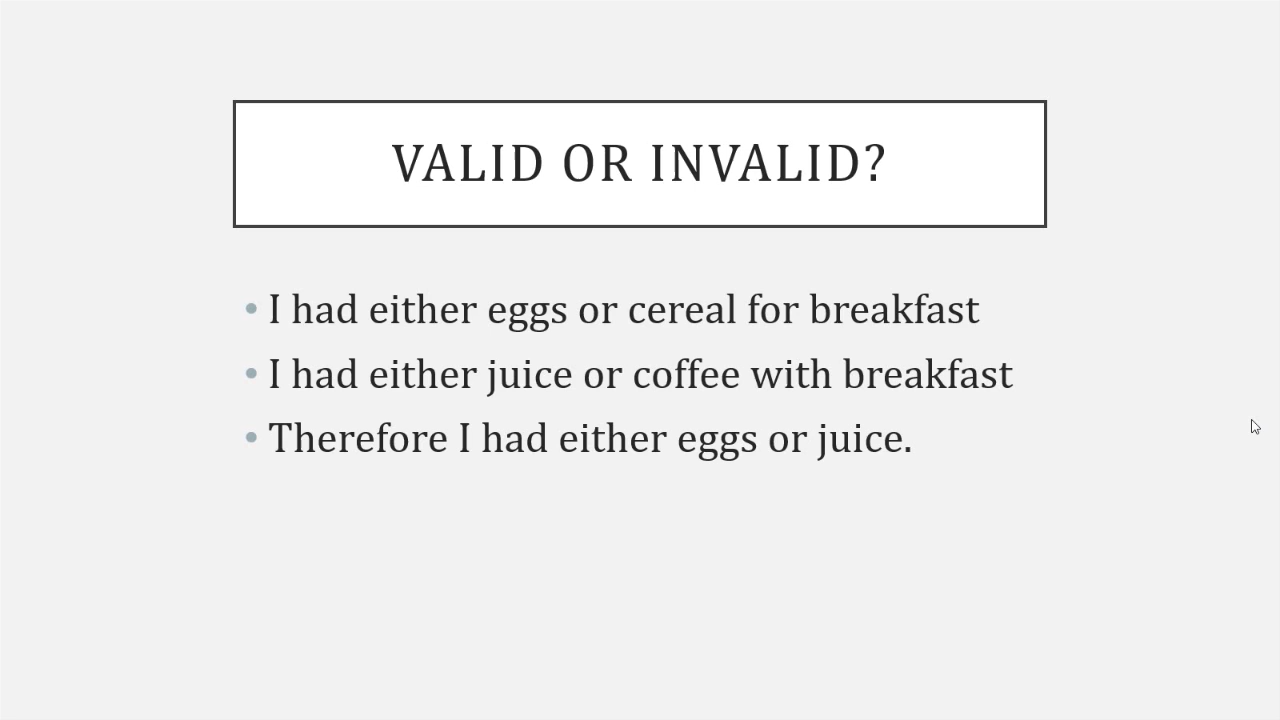 VALID OR INVALID?
• I had either eggs or cereal for breakfast
• I had either juice or coffee with breakfast
• Therefore I had either eggs or juice.